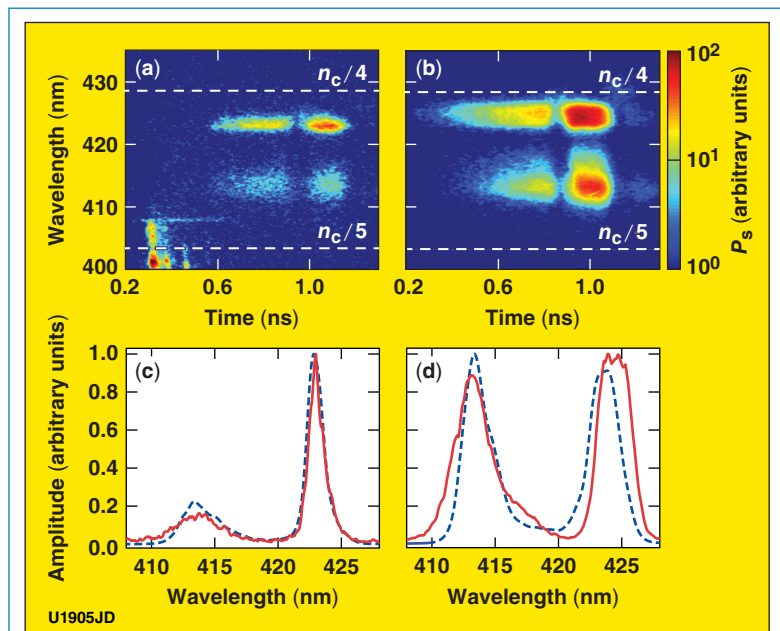 (a)
n_c/4
n_c/5
435
430
420
410
400
Wavelength (nm)
0.2 0.6 1.0
Time (ns)
(b)
n_c/4
n_c/5
0.2 0.6 1.0
Time (ns)
10^2
10^1
10^0
P_s (arbitrary units)
(c)
1.0
0.8
0.6
0.4
0.2
0.0
Amplitude (arbitrary units)
410 415 420 425
Wavelength (nm)
(d)
410 415 420 425
Wavelength (nm)
U1905JD